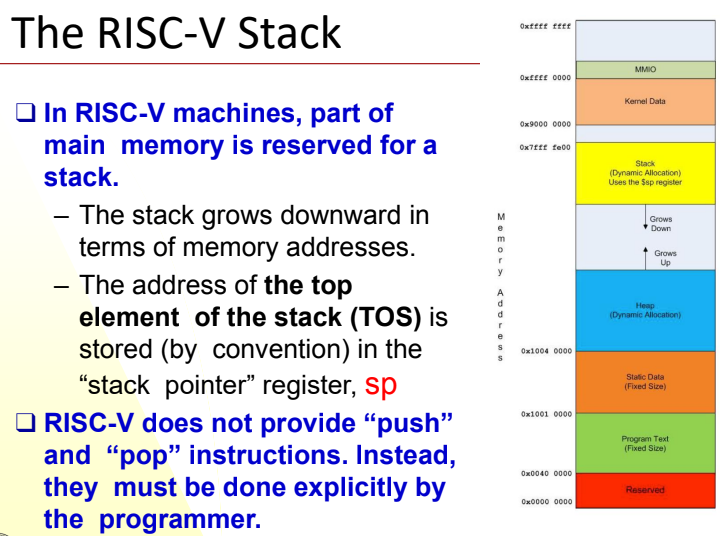 The RISC-V Stack
❑ In RISC-V machines, part of
main memory is reserved for a
stack.
– The stack grows downward in
terms of memory addresses.
– The address of the top
element of the stack (TOS) is
stored (by convention) in the
“stack pointer” register, sp
❑ RISC-V does not provide “push”
and “pop” instructions. Instead,
they must be done explicitly by
the programmer.
Memory Address
0xffff ffff
MMIO
0xffff 0000
Kernel Data
0x9000 0000
0x7fff fe00
Stack
(Dynamic Allocation)
Uses the $sp register
Grows
Down
Grows
Up
Heap
(Dynamic Allocation)
0x1004 0000
Static Data
(Fixed Size)
0x1001 0000
Program Text
(Fixed Size)
0x0040 0000
Reserved
0x0000 0000